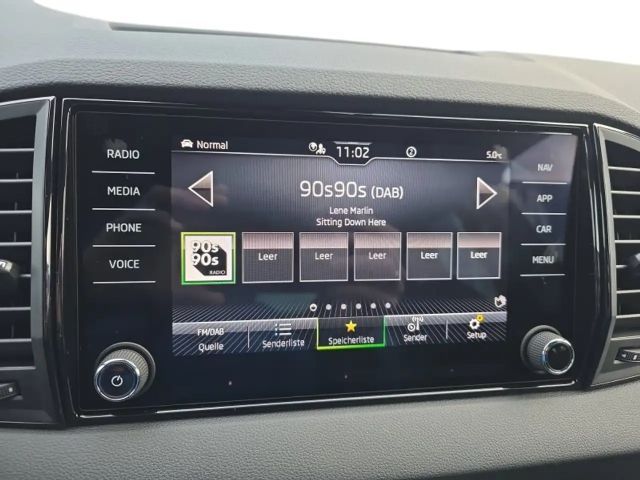 RADIO
MEDIA
PHONE
VOICE
Normal
11:02
5.0°C
90s90s (DAB)
Lene Marlin
Sitting Down Here
90s
90s
RADIO
Leer
Leer
Leer
Leer
Leer
FM/DAB
Quelle
Senderliste
Speicherliste
Sender
Setup
NAV
APP
CAR
MENU